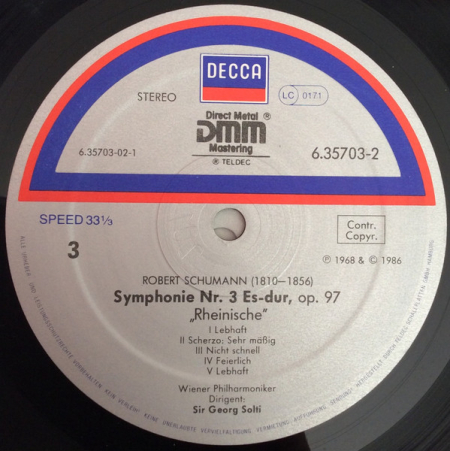 DECCA
STEREO
LC 0171
Direct Metal ®
DMM
Mastering
® TELDEC
6.35703-02-1
6.35703-2
SPEED 33⅓
Contr.
Copyr.
3
Ⓟ 1968 & © 1986
ROBERT SCHUMANN (1810–1856)
Symphonie Nr. 3 Es-dur, op. 97
„Rheinische”
I Lebhaft
II Scherzo: Sehr mäßig
III Nicht schnell
IV Feierlich
V Lebhaft
Wiener Philharmoniker
Dirigent:
Sir Georg Solti